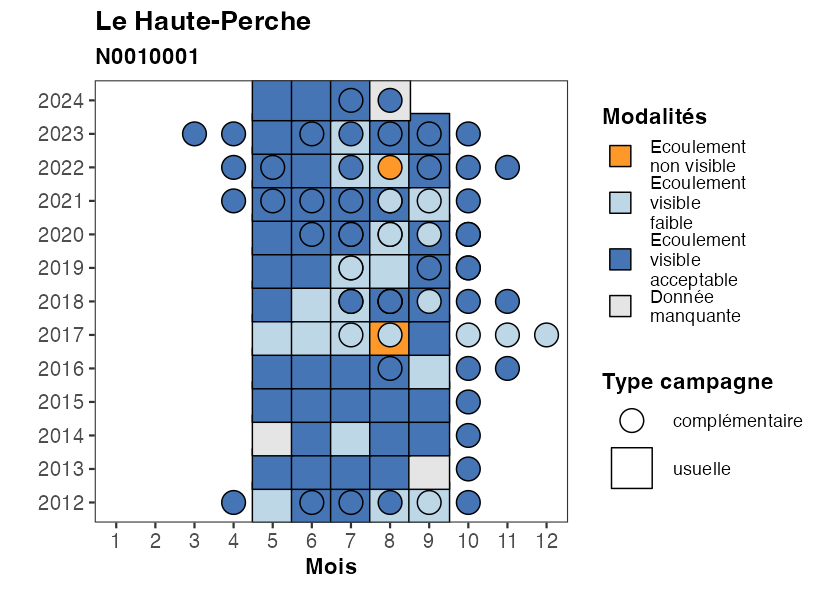 Le Haute-Perche
N0010001
2024
2023
2022
2021
2020
2019
2018
2017
2016
2015
2014
2013
2012
1 2 3 4 5 6 7 8 9 10 11 12
Mois
Modalités
Ecoulement
non visible
Ecoulement
visible
faible
Ecoulement
visible
acceptable
Donnée
manquante
Type campagne
complémentaire
usuelle